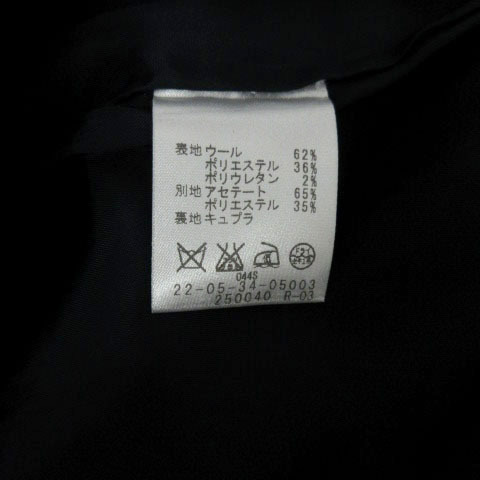 表地 ウール 62%
ポリエステル 36%
ポリウレタン 2%
別地 アセテート 65%
ポリエステル 35%
裏地 キュプラ
044S
22-05-34-05003
250040 R-03